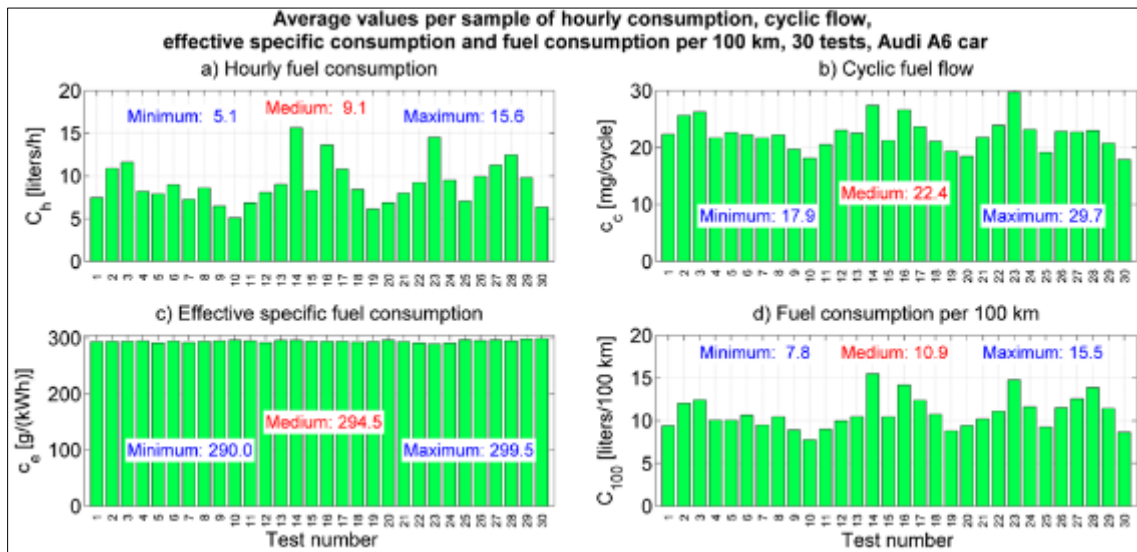 Average values per sample of hourly consumption, cyclic flow,
effective specific consumption and fuel consumption per 100 km, 30 tests, Audi A6 car
a) Hourly fuel consumption
C_h [liters/h]
20
15
10
5
0
Minimum: 5.1
Medium: 9.1
Maximum: 15.6
1 2 3 4 5 6 7 8 9 10 11 12 13 14 15 16 17 18 19 20 21 22 23 24 25 26 27 28 29 30
b) Cyclic fuel flow
c_c [mg/cycle]
30
20
10
0
Medium: 22.4
Minimum: 17.9
Maximum: 29.7
1 2 3 4 5 6 7 8 9 10 11 12 13 14 15 16 17 18 19 20 21 22 23 24 25 26 27 28 29 30
c) Effective specific fuel consumption
c_e [g/(kWh)]
300
200
100
0
Medium: 294.5
Minimum: 290.0
Maximum: 299.5
1 2 3 4 5 6 7 8 9 10 11 12 13 14 15 16 17 18 19 20 21 22 23 24 25 26 27 28 29 30
Test number
d) Fuel consumption per 100 km
C_100 [liters/100 km]
20
15
10
5
0
Minimum: 7.8
Medium: 10.9
Maximum: 15.5
1 2 3 4 5 6 7 8 9 10 11 12 13 14 15 16 17 18 19 20 21 22 23 24 25 26 27 28 29 30
Test number